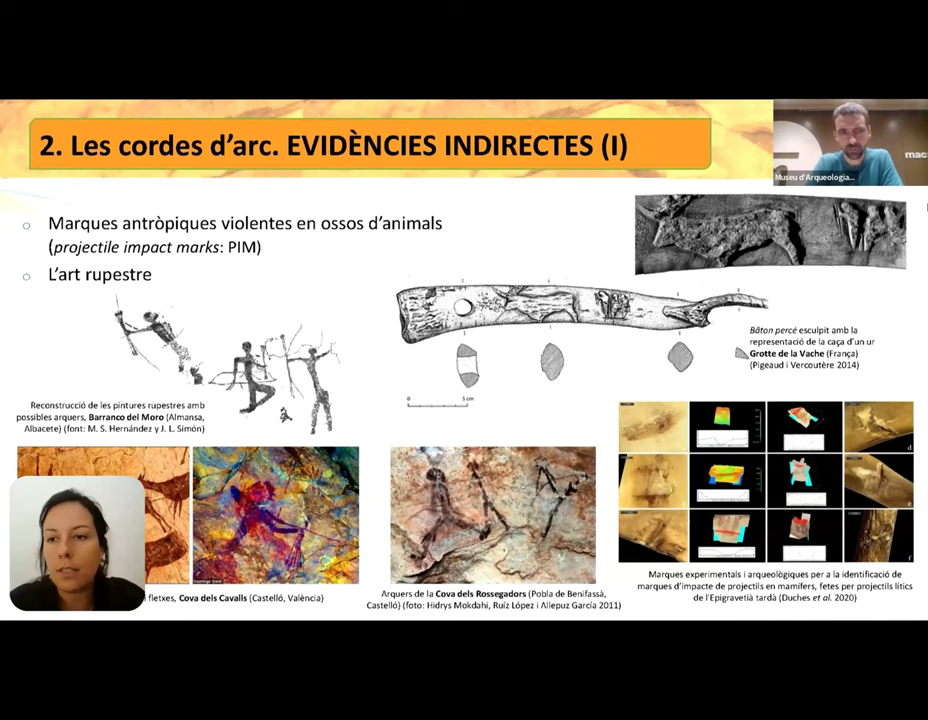 2. Les cordes d'arc. EVIDÈNCIES INDIRECTES (I)
mac
Museu d'Arqueologia...
○ Marques antròpiques violentes en ossos d'animals
(projectile impact marks: PIM)
○ L'art rupestre
Bâton percé esculpit amb la
representació de la caça d'un ur
Grotte de la Vache (França)
(Pigeaud i Vercoutère 2014)
0 5 cm
Reconstrucció de les pintures rupestres amb
possibles arquers, Barranco del Moro (Almansa,
Albacete) (font: M. S. Hernández y J. L. Simón)
fletxes, Cova dels Cavalls (Castelló, València)
Arquers de la Cova dels Rossegadors (Pobla de Benifassà,
Castelló) (foto: Hidrys Mokdahi, Ruíz López i Allepuz García 2011)
d
e
f
Marques experimentals i arqueològiques per a la identificació de
marques d'impacte de projectils en mamífers, fetes per projectils lítics
de l'Epigravetià tardà (Duches et al. 2020)